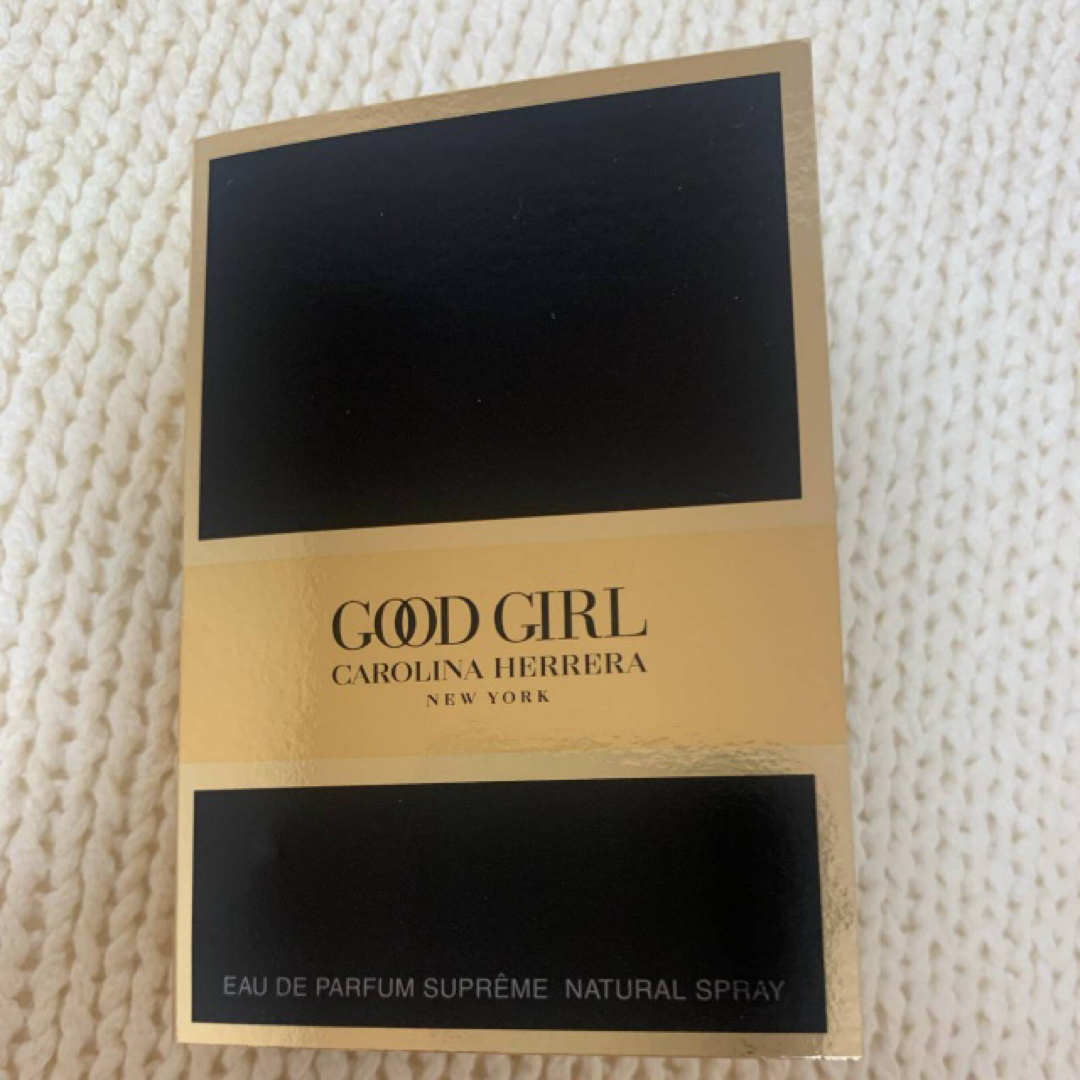 GOOD GIRL
CAROLINA HERRERA
NEW YORK
EAU DE PARFUM SUPRÊME NATURAL SPRAY